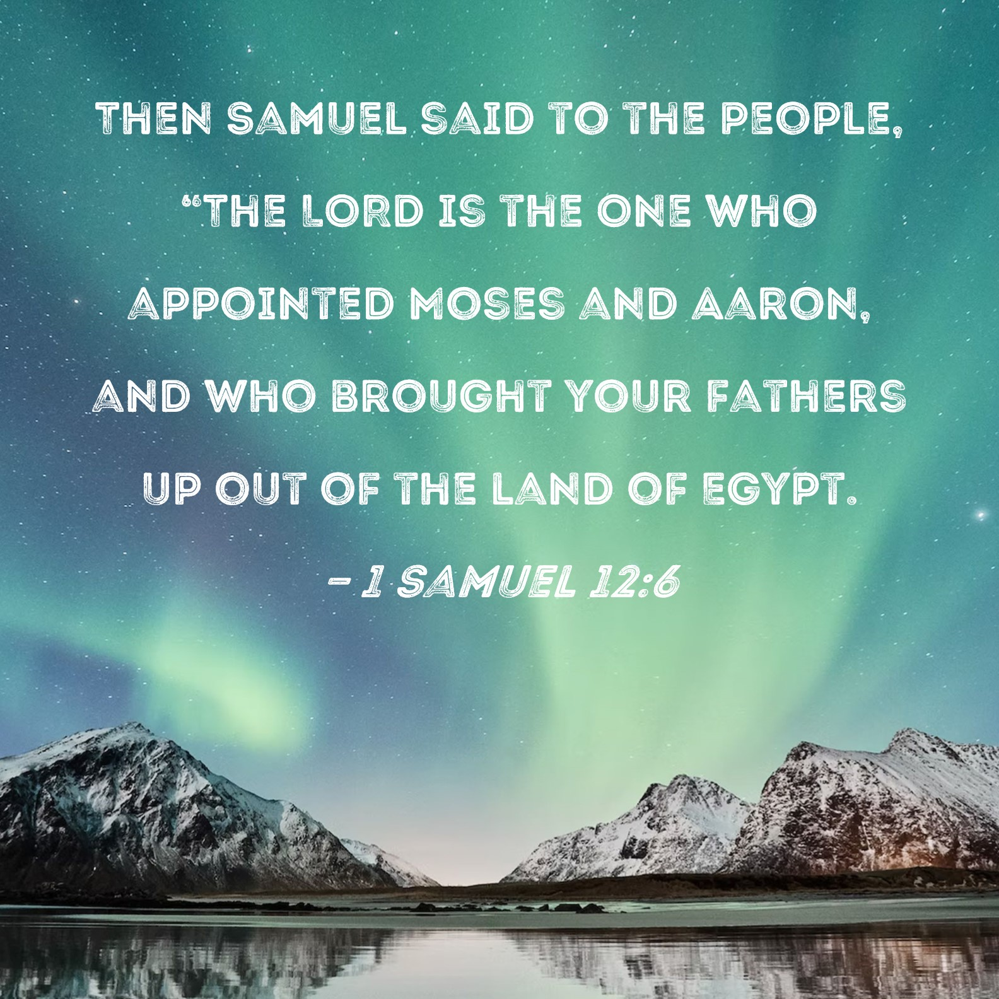 THEN SAMUEL SAID TO THE PEOPLE,
“THE LORD IS THE ONE WHO
APPOINTED MOSES AND AARON,
AND WHO BROUGHT YOUR FATHERS
UP OUT OF THE LAND OF EGYPT.
– 1 SAMUEL 12:6